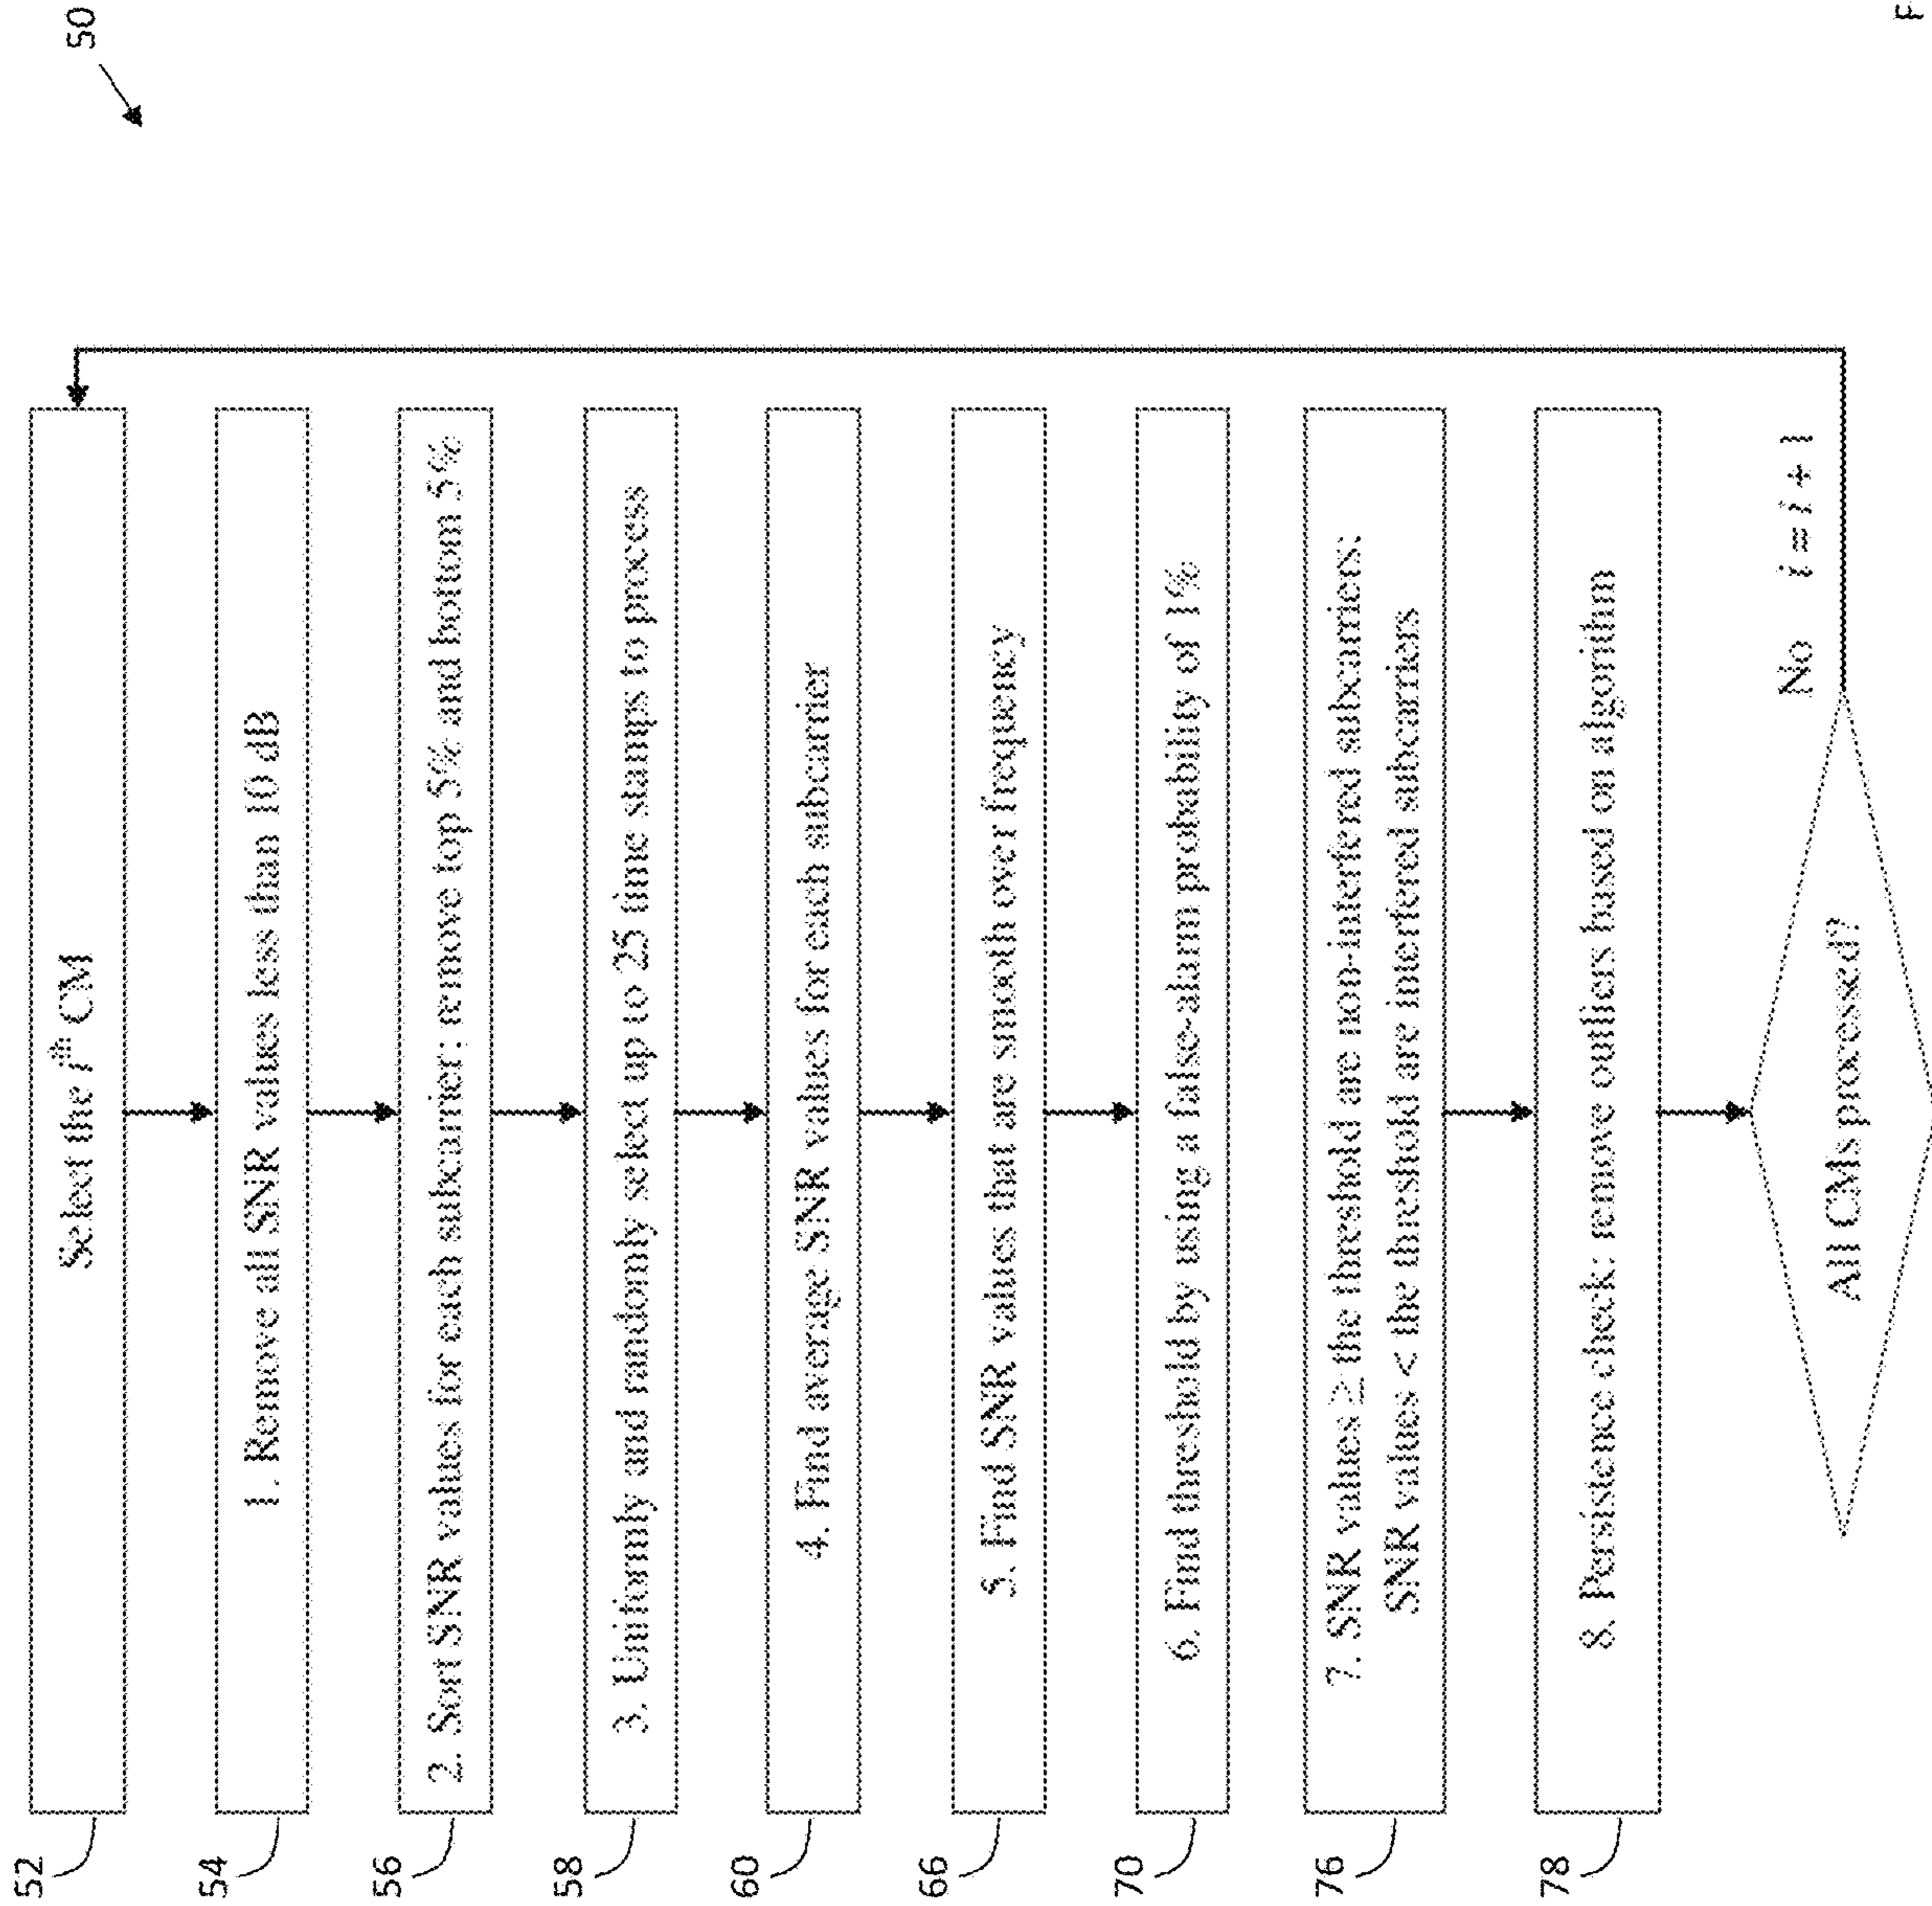 50
52
Select the iᵗʰ CM
54
1. Remove all SNR values less than 10 dB
56
2. Sort SNR values for each subcarrier; remove top 5% and bottom 5%
58
3. Uniformly and randomly select up to 25 time stamps to process
60
4. Find average SNR values for each subcarrier
66
5. Find SNR values that are smooth over frequency
70
6. Find threshold by using a false-alarm probability of 1%
76
7. SNR values ≥ the threshold are non-interfered subcarriers;
SNR values < the threshold are interfered subcarriers
78
8. Persistence check: remove outliers based on algorithm
All CMs processed?
No i = i + 1